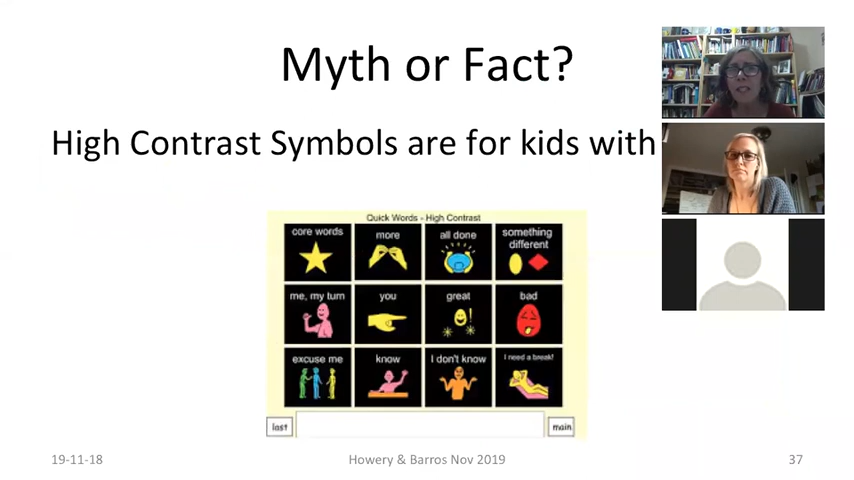 Myth or Fact?
High Contrast Symbols are for kids with
Quick Words - High Contrast
core words
more
all done
something
different
me, my turn
you
great
bad
excuse me
know
I don't know
I need a break!
last
main
19-11-18
Howery & Barros Nov 2019
37